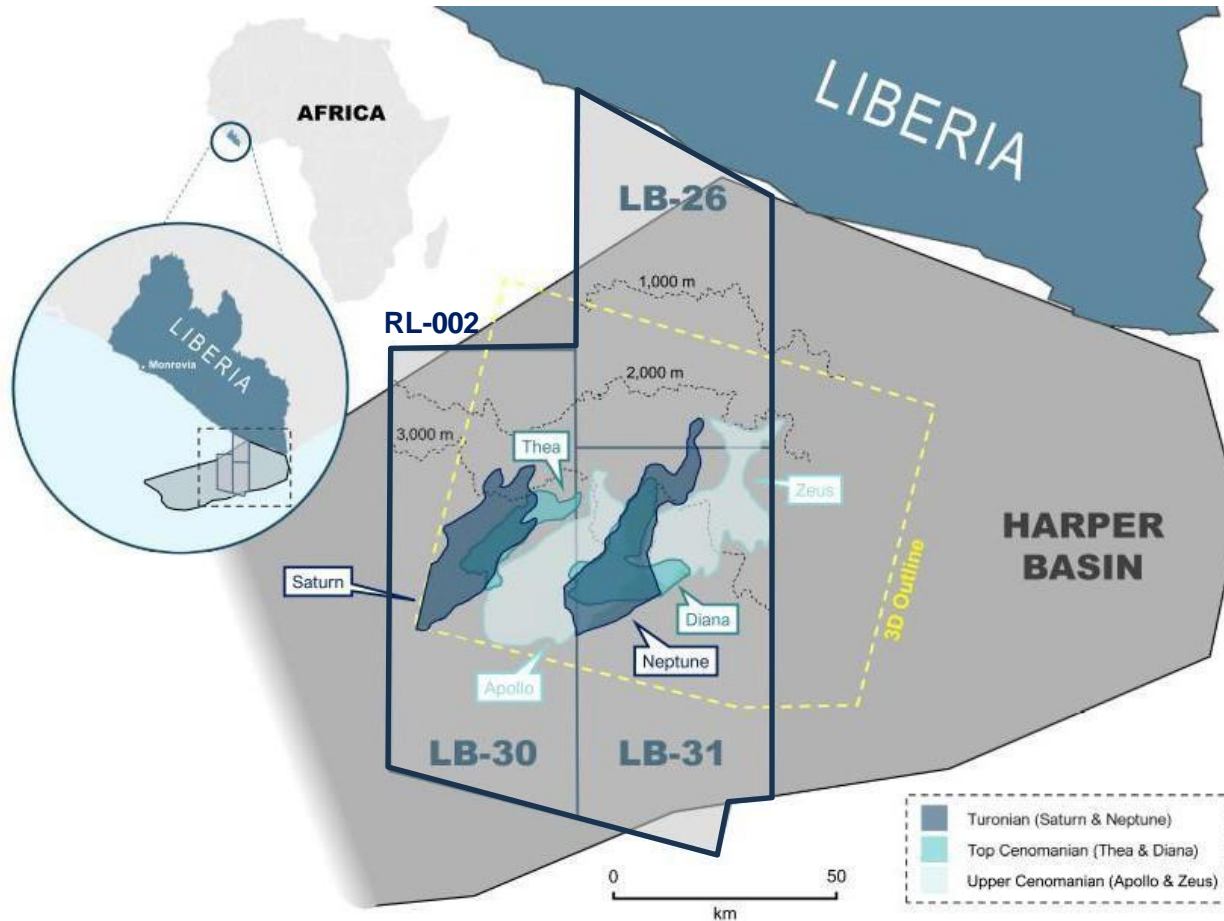 AFRICA
LIBERIA
LIBERIA
Monrovia
LB-26
1,000 m
RL-002
2,000 m
3,000 m
Thea
Zeus
HARPER
BASIN
3D Outline
Saturn
Diana
Neptune
Apollo
LB-30
LB-31
Turonian (Saturn & Neptune)
Top Cenomanian (Thea & Diana)
Upper Cenomanian (Apollo & Zeus)
0
50
km